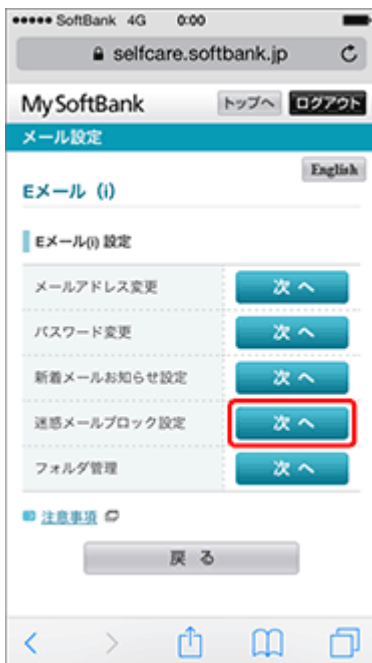 SoftBank 4G 0:00
selfcare.softbank.jp
My SoftBank トップへ ログアウト
メール設定
English
Eメール（i）
Eメール(i) 設定
メールアドレス変更 次へ
パスワード変更 次へ
新着メールお知らせ設定 次へ
迷惑メールブロック設定 次へ
フォルダ管理 次へ
注意事項
戻る